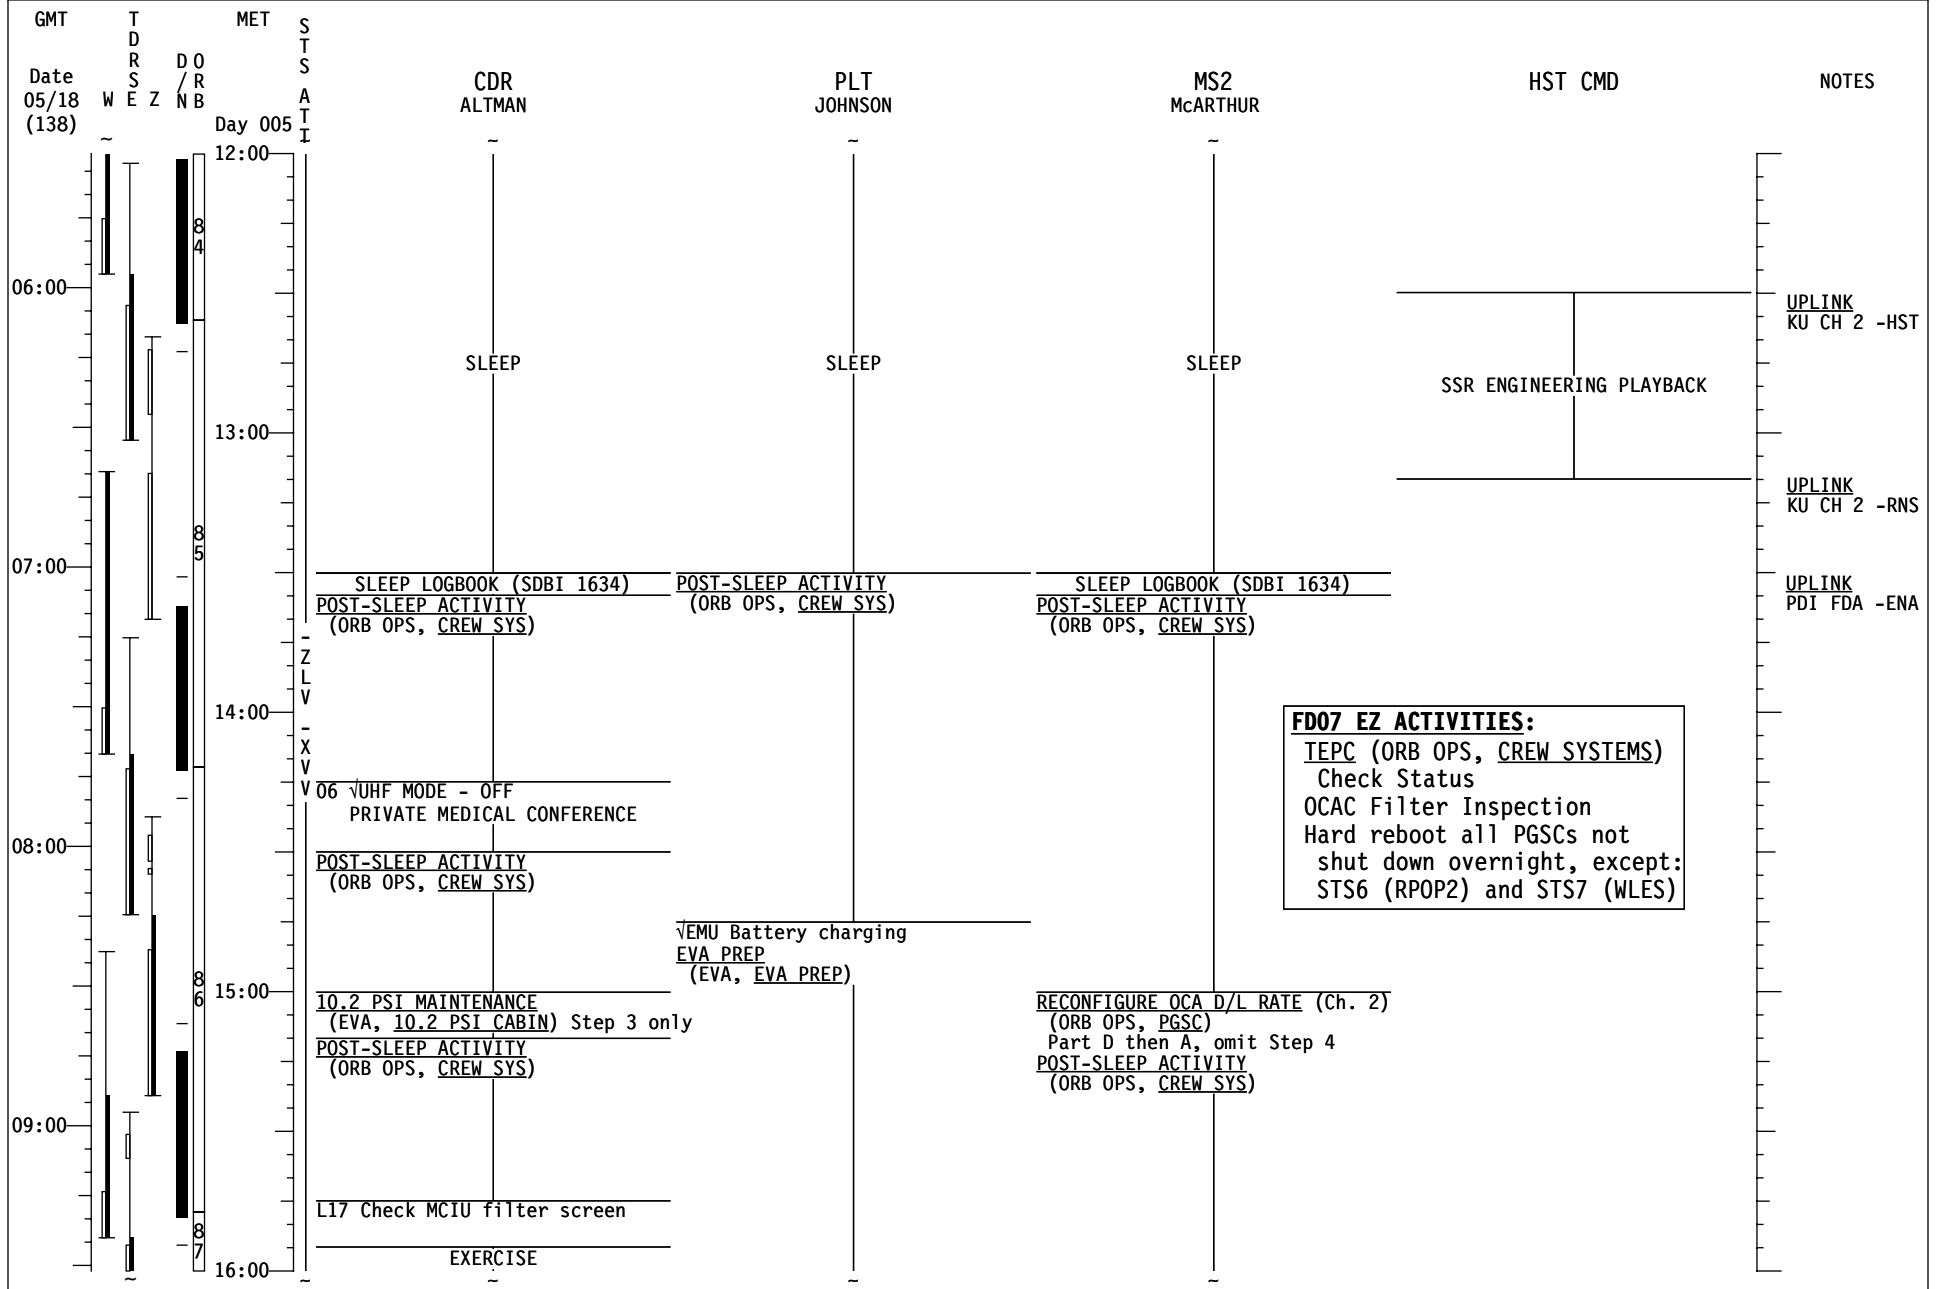 GMT
TDRS
MET
STS ATT
Date
05/18
(138)
W E Z
D/N
ORB
Day 005
CDR
ALTMAN
PLT
JOHNSON
MS2
McARTHUR
HST CMD
NOTES
~
~
~
~
12:00
84
06:00
UPLINK
KU CH 2 -HST
SLEEP
SLEEP
SLEEP
SSR ENGINEERING PLAYBACK
13:00
UPLINK
KU CH 2 -RNS
85
07:00
SLEEP LOGBOOK (SDBI 1634)
POST-SLEEP ACTIVITY
(ORB OPS, CREW SYS)
POST-SLEEP ACTIVITY
(ORB OPS, CREW SYS)
SLEEP LOGBOOK (SDBI 1634)
POST-SLEEP ACTIVITY
(ORB OPS, CREW SYS)
UPLINK
PDI FDA -ENA
-ZLV -XVV
14:00
FD07 EZ ACTIVITIES:
TEPC (ORB OPS, CREW SYSTEMS)
Check Status
OCAC Filter Inspection
Hard reboot all PGSCs not
shut down overnight, except:
STS6 (RPOP2) and STS7 (WLES)
06 √UHF MODE - OFF
PRIVATE MEDICAL CONFERENCE
08:00
POST-SLEEP ACTIVITY
(ORB OPS, CREW SYS)
√EMU Battery charging
EVA PREP
(EVA, EVA PREP)
86
15:00
10.2 PSI MAINTENANCE
(EVA, 10.2 PSI CABIN) Step 3 only
POST-SLEEP ACTIVITY
(ORB OPS, CREW SYS)
RECONFIGURE OCA D/L RATE (Ch. 2)
(ORB OPS, PGSC)
Part D then A, omit Step 4
POST-SLEEP ACTIVITY
(ORB OPS, CREW SYS)
09:00
L17 Check MCIU filter screen
87
EXERCISE
16:00
~
~
~
~
~